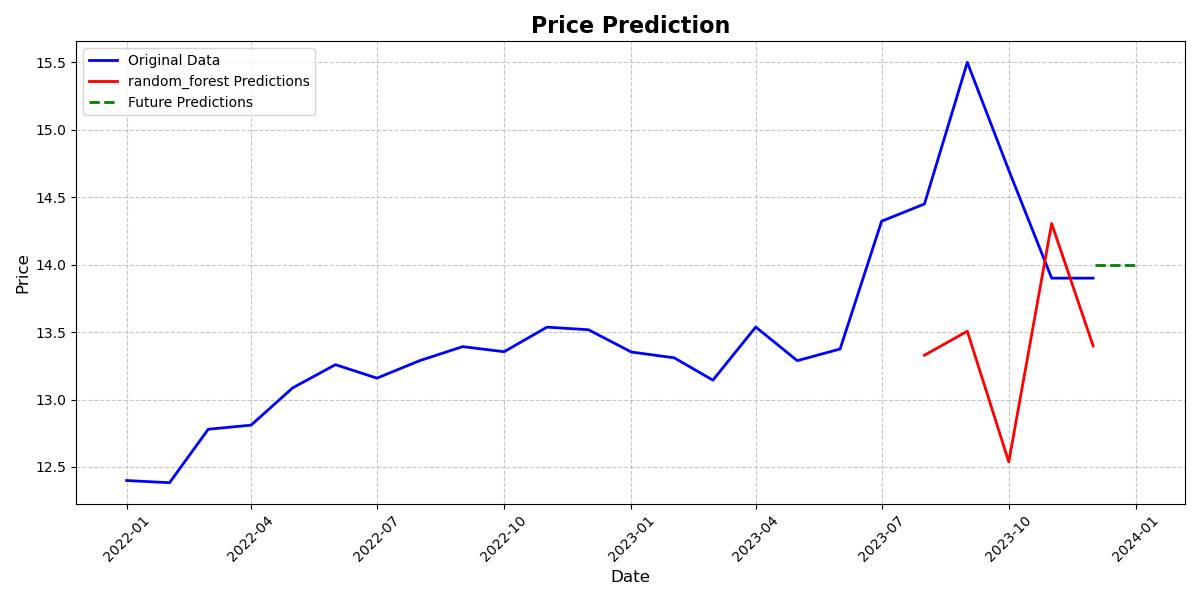 Price Prediction
Original Data
random_forest Predictions
Future Predictions
Price
15.5
15.0
14.5
14.0
13.5
13.0
12.5
2022-01
2022-04
2022-07
2022-10
2023-01
2023-04
2023-07
2023-10
2024-01
Date